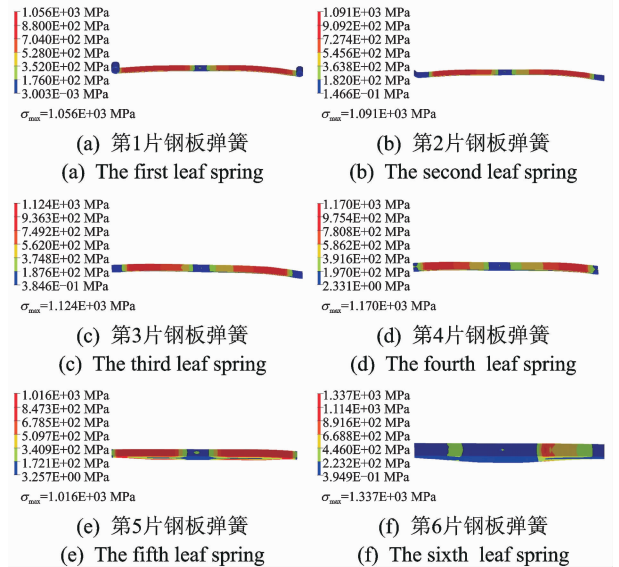 1.056E+03 MPa
8.800E+02 MPa
7.040E+02 MPa
5.280E+02 MPa
3.520E+02 MPa
1.760E+02 MPa
3.003E-03 MPa
σmax=1.056E+03 MPa
(a) 第1片钢板弹簧
(a) The first leaf spring
1.091E+03 MPa
9.092E+02 MPa
7.274E+02 MPa
5.456E+02 MPa
3.638E+02 MPa
1.820E+02 MPa
1.466E-01 MPa
σmax=1.091E+03 MPa
(b) 第2片钢板弹簧
(b) The second leaf spring
1.124E+03 MPa
9.363E+02 MPa
7.492E+02 MPa
5.620E+02 MPa
3.748E+02 MPa
1.876E+02 MPa
3.846E-01 MPa
σmax=1.124E+03 MPa
(c) 第3片钢板弹簧
(c) The third leaf spring
1.170E+03 MPa
9.754E+02 MPa
7.808E+02 MPa
5.862E+02 MPa
3.916E+02 MPa
1.970E+02 MPa
2.331E+00 MPa
σmax=1.170E+03 MPa
(d) 第4片钢板弹簧
(d) The fourth leaf spring
1.016E+03 MPa
8.473E+02 MPa
6.785E+02 MPa
5.097E+02 MPa
3.409E+02 MPa
1.721E+02 MPa
3.257E+00 MPa
σmax=1.016E+03 MPa
(e) 第5片钢板弹簧
(e) The fifth leaf spring
1.337E+03 MPa
1.114E+03 MPa
8.916E+02 MPa
6.688E+02 MPa
4.460E+02 MPa
2.232E+02 MPa
3.949E-01 MPa
σmax=1.337E+03 MPa
(f) 第6片钢板弹簧
(f) The sixth leaf spring